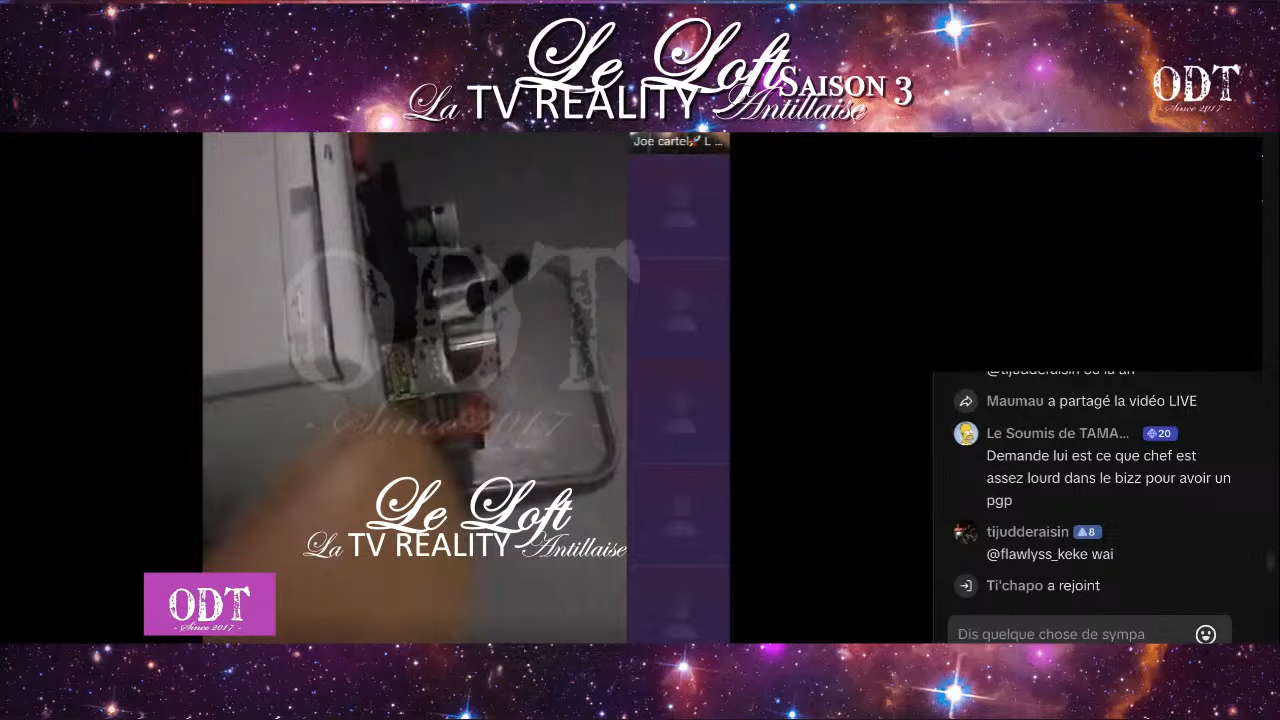 Le Loft Saison 3
La TV REALITY Antillaise
ODT
- Since 2017 -
Joe cartel L ...
ODT
- Since 2017 -
Le Loft
La TV REALITY Antillaise
ODT
- Since 2017 -
Maumau a partagé la vidéo LIVE
Le Soumis de TAMA... 20
Demande lui est ce que chef est
assez lourd dans le bizz pour avoir un
pgp
tijudderaisin 8
@flawlyss_keke wai
Ti'chapo a rejoint
Dis quelque chose de sympa